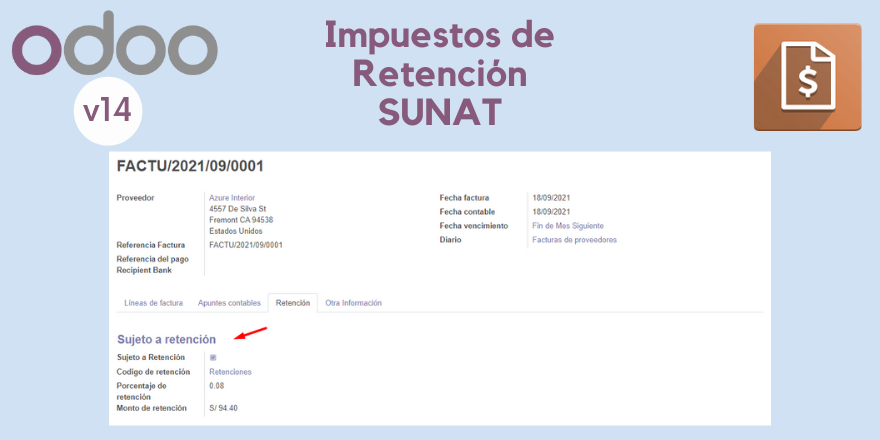 odoo
v14
Impuestos de
Retención
SUNAT
$
FACTU/2021/09/0001
Proveedor
Azure Interior
4557 De Silva St
Fremont CA 94538
Estados Unidos
Referencia Factura
FACTU/2021/09/0001
Referencia del pago
Recipient Bank
Fecha factura
18/09/2021
Fecha contable
18/09/2021
Fecha vencimiento
Fin de Mes Siguiente
Diario
Facturas de proveedores
Líneas de factura
Apuntes contables
Retención
Otra Información
Sujeto a retención
Sujeto a Retención
Codigo de retención
Retenciones
Porcentaje de
retención
0.08
Monto de retención
S/ 94.40